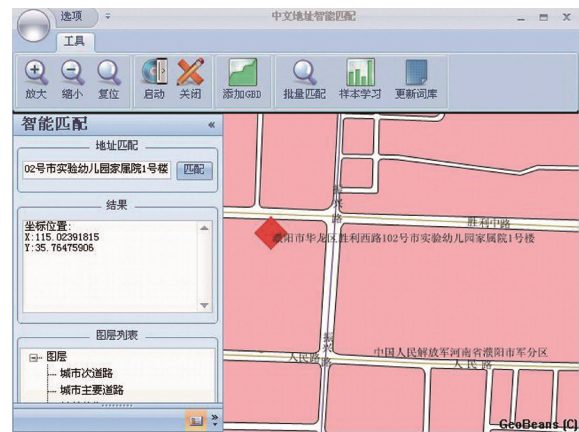 选项
中文地址智能匹配
工具
放大 缩小 复位 启动 关闭 添加GBD 批量匹配 样本学习 更新词库
智能匹配
地址匹配
02号市实验幼儿园家属院1号楼 匹配
结果
坐标位置:
X:115.02391815
Y:35.76475906
图层列表
图层
城市次道路
城市主要道路
振兴路
胜利中路
濮阳市华龙区胜利西路102号市实验幼儿园家属院1号楼
振兴路
中国人民解放军河南省濮阳市军分区
人民路
人民路
GeoBeans (C)